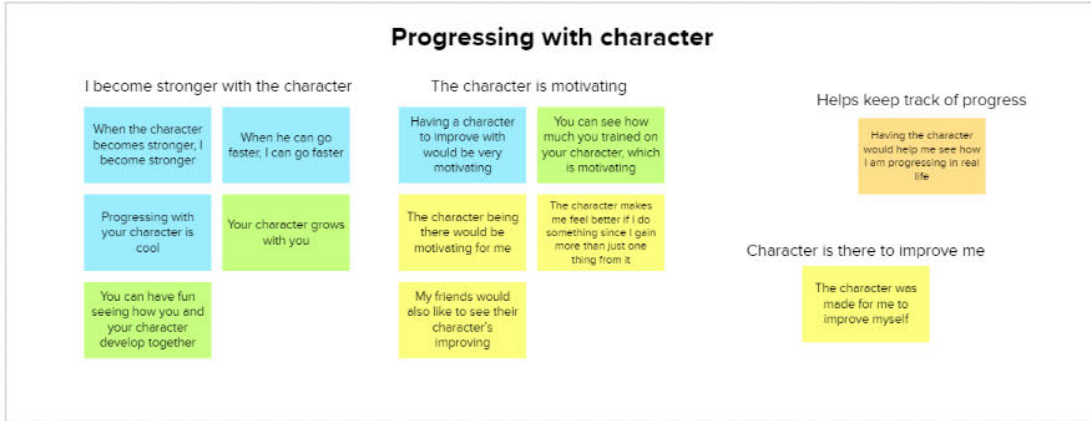 Progressing with character
I become stronger with the character
When the character
becomes stronger, I
become stronger
When he can go
faster, I can go faster
Progressing with
your character is
cool
Your character grows
with you
You can have fun
seeing how you and
your character
develop together
The character is motivating
Having a character
to improve with
would be very
motivating
You can see how
much you trained on
your character, which
is motivating
The character being
there would be
motivating for me
The character makes
me feel better if I do
something since I gain
more than just one
thing from it
My friends would
also like to see their
character's
improving
Helps keep track of progress
Having the character
would help me see how
I am progressing in real
life
Character is there to improve me
The character was
made for me to
improve myself